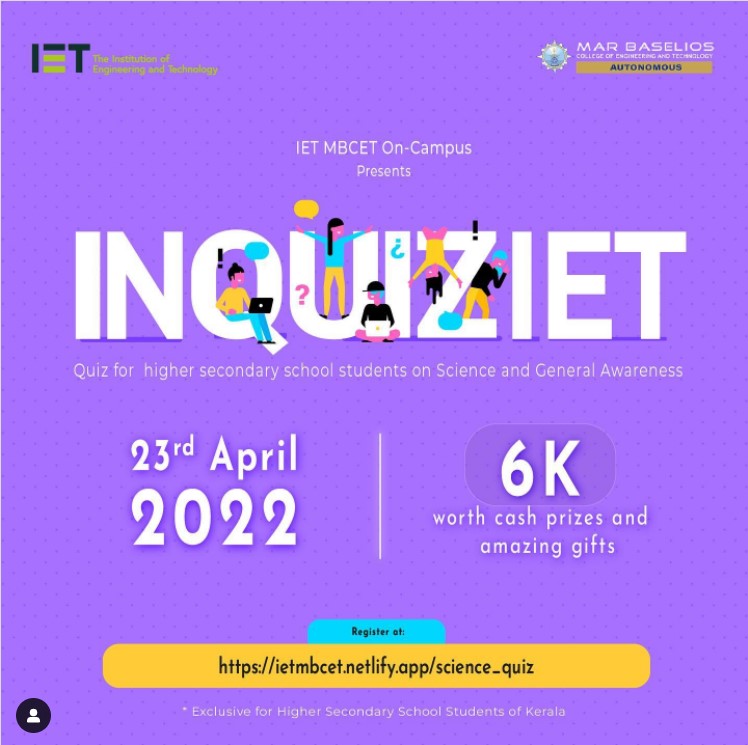 IET The Institution of
Engineering and Technology
MAR BASELIOS
COLLEGE OF ENGINEERING AND TECHNOLOGY
AUTONOMOUS
IET MBCET On-Campus
Presents
INQUIZIET
! ? ¿ !
Quiz for higher secondary school students on Science and General Awareness
23rd April
2022
6K
worth cash prizes and
amazing gifts
Register at:
https://ietmbcet.netlify.app/science_quiz
* Exclusive for Higher Secondary School Students of Kerala